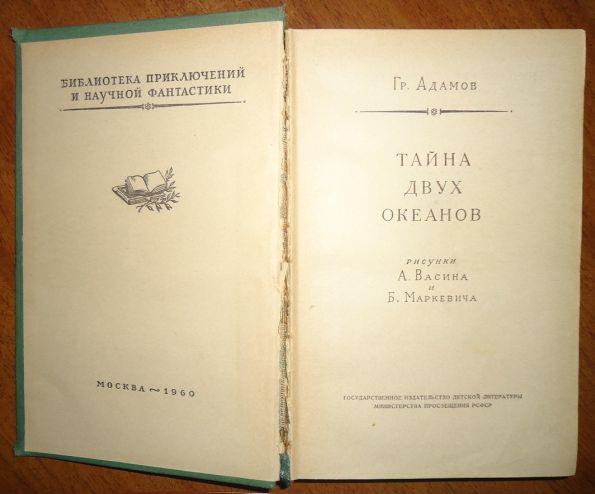 БИБЛИОТЕКА ПРИКЛЮЧЕНИЙ
И НАУЧНОЙ ФАНТАСТИКИ
МОСКВА ~ 1960
ГР. АДАМОВ
ТАЙНА
ДВУХ
ОКЕАНОВ
РИСУНКИ
А. ВАСИНА
И
Б. МАРКЕВИЧА
ГОСУДАРСТВЕННОЕ ИЗДАТЕЛЬСТВО ДЕТСКОЙ ЛИТЕРАТУРЫ
МИНИСТЕРСТВА ПРОСВЕЩЕНИЯ РСФСР